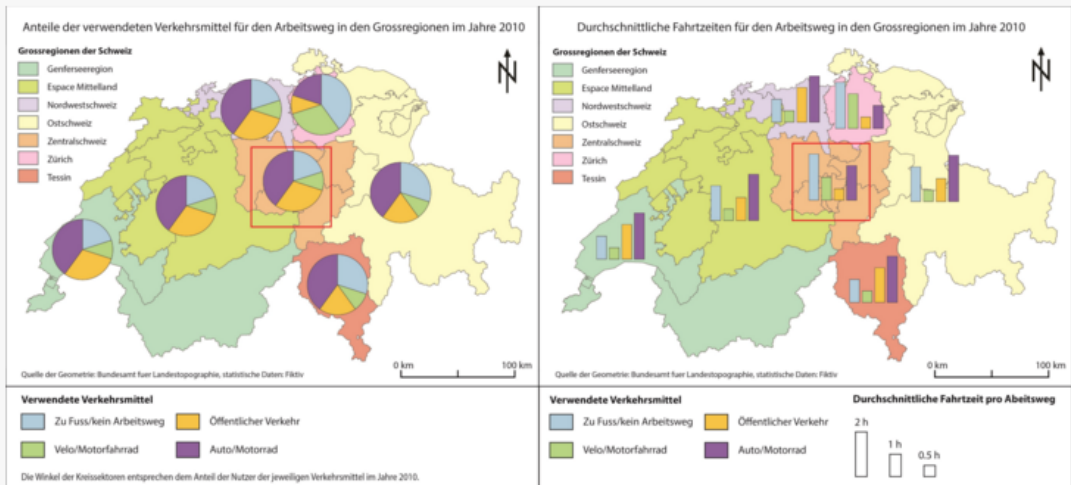 Anteile der verwendeten Verkehrsmittel für den Arbeitsweg in den Grossregionen im Jahre 2010
Grossregionen der Schweiz
Genferseeregion
Espace Mittelland
Nordwestschweiz
Ostschweiz
Zentralschweiz
Zürich
Tessin
N
0 km
100 km
Quelle der Geometrie: Bundesamt fuer Landestopographie, statistische Daten: Fiktiv
Verwendete Verkehrsmittel
Zu Fuss/kein Arbeitsweg
Öffentlicher Verkehr
Velo/Motorfahrrad
Auto/Motorrad
Die Winkel der Kreissektoren entsprechen dem Anteil der Nutzer der jeweiligen Verkehrsmittel im Jahre 2010.
Durchschnittliche Fahrtzeiten für den Arbeitsweg in den Grossregionen im Jahre 2010
Grossregionen der Schweiz
Genferseeregion
Espace Mittelland
Nordwestschweiz
Ostschweiz
Zentralschweiz
Zürich
Tessin
N
0 km
100 km
Quelle der Geometrie: Bundesamt fuer Landestopographie, statistische Daten: Fiktiv
Verwendete Verkehrsmittel
Zu Fuss/kein Arbeitsweg
Öffentlicher Verkehr
Velo/Motorfahrrad
Auto/Motorrad
Durchschnittliche Fahrtzeit pro Abeitsweg
2 h
1 h
0.5 h